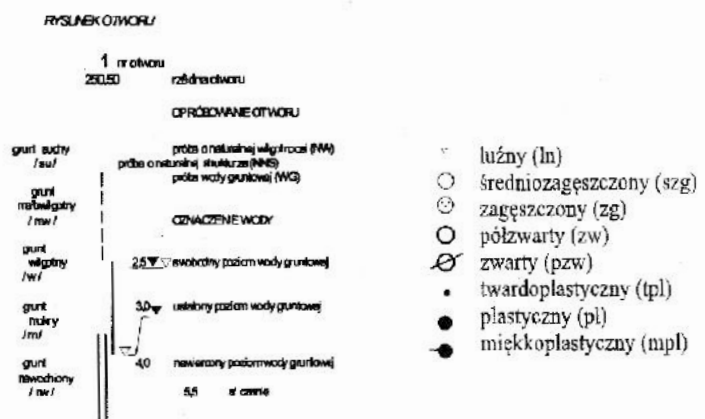 RYSUNEK OTWORU
1 nr otworu
250,50 rzędna otworu
OPRÓBOWANIE OTWORU
grunt suchy
/su/
próba o naturalnej wilgotności (NW)
próba o naturalnej strukturze (NNS)
próba wody gruntowej (WG)
grunt
małowilgotny
/mw/
OZNACZENIE WODY
grunt
wilgotny
/w/
2,5 swobodny poziom wody gruntowej
grunt
mokry
/m/
3,0 ustalony poziom wody gruntowej
grunt
nawodniony
/nw/
4,0 nawiercony poziom wody gruntowej
5,5
luźny (ln)
średniozagęszczony (szg)
zagęszczony (zg)
półzwarty (zw)
zwarty (pzw)
twardoplastyczny (tpl)
plastyczny (pl)
miękkoplastyczny (mpl)